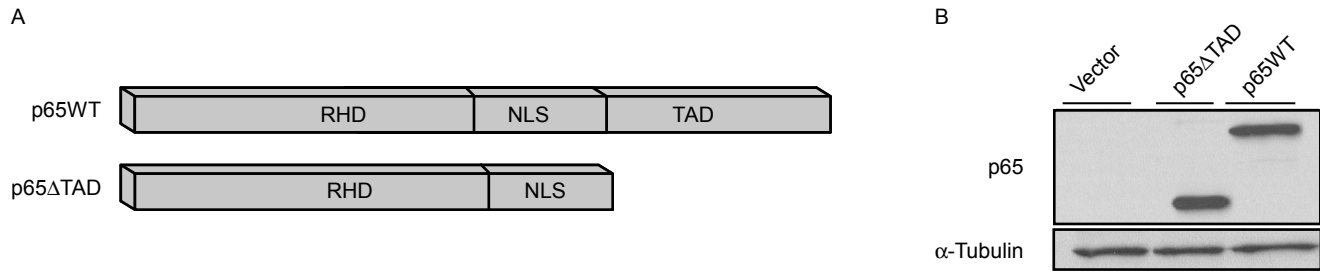 A
p65WT
RHD NLS TAD
p65ΔTAD
RHD NLS
B
Vector
p65ΔTAD
p65WT
p65
α-Tubulin